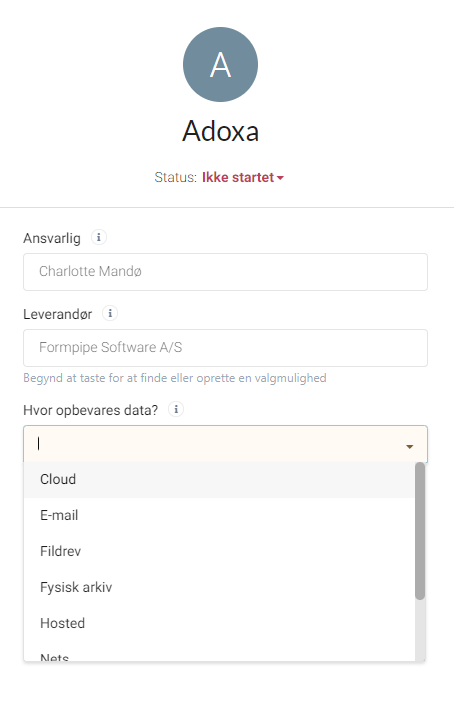 A
Adoxa
Status: Ikke startet
Ansvarlig i
Charlotte Mandø
Leverandør i
Formpipe Software A/S
Begynd at taste for at finde eller oprette en valgmulighed
Hvor opbevares data? i
Cloud
E-mail
Fildrev
Fysisk arkiv
Hosted
Nets